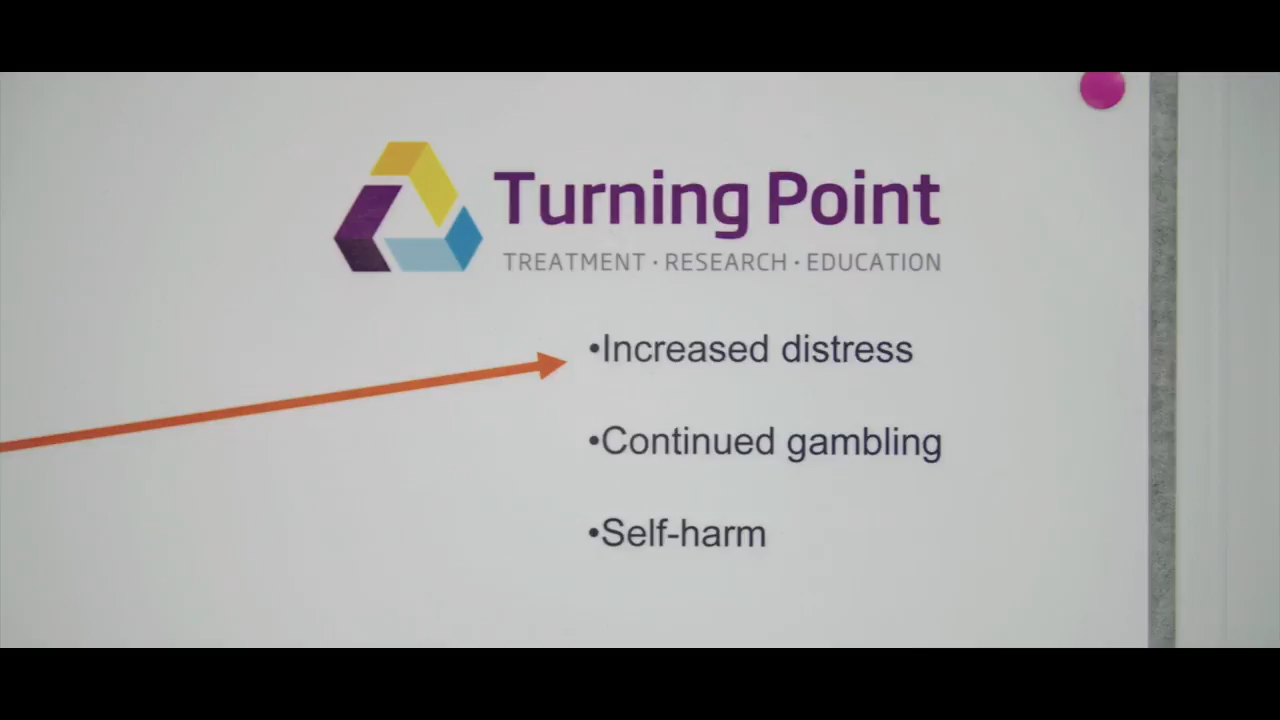 Turning Point
TREATMENT · RESEARCH · EDUCATION
•Increased distress
•Continued gambling
•Self-harm